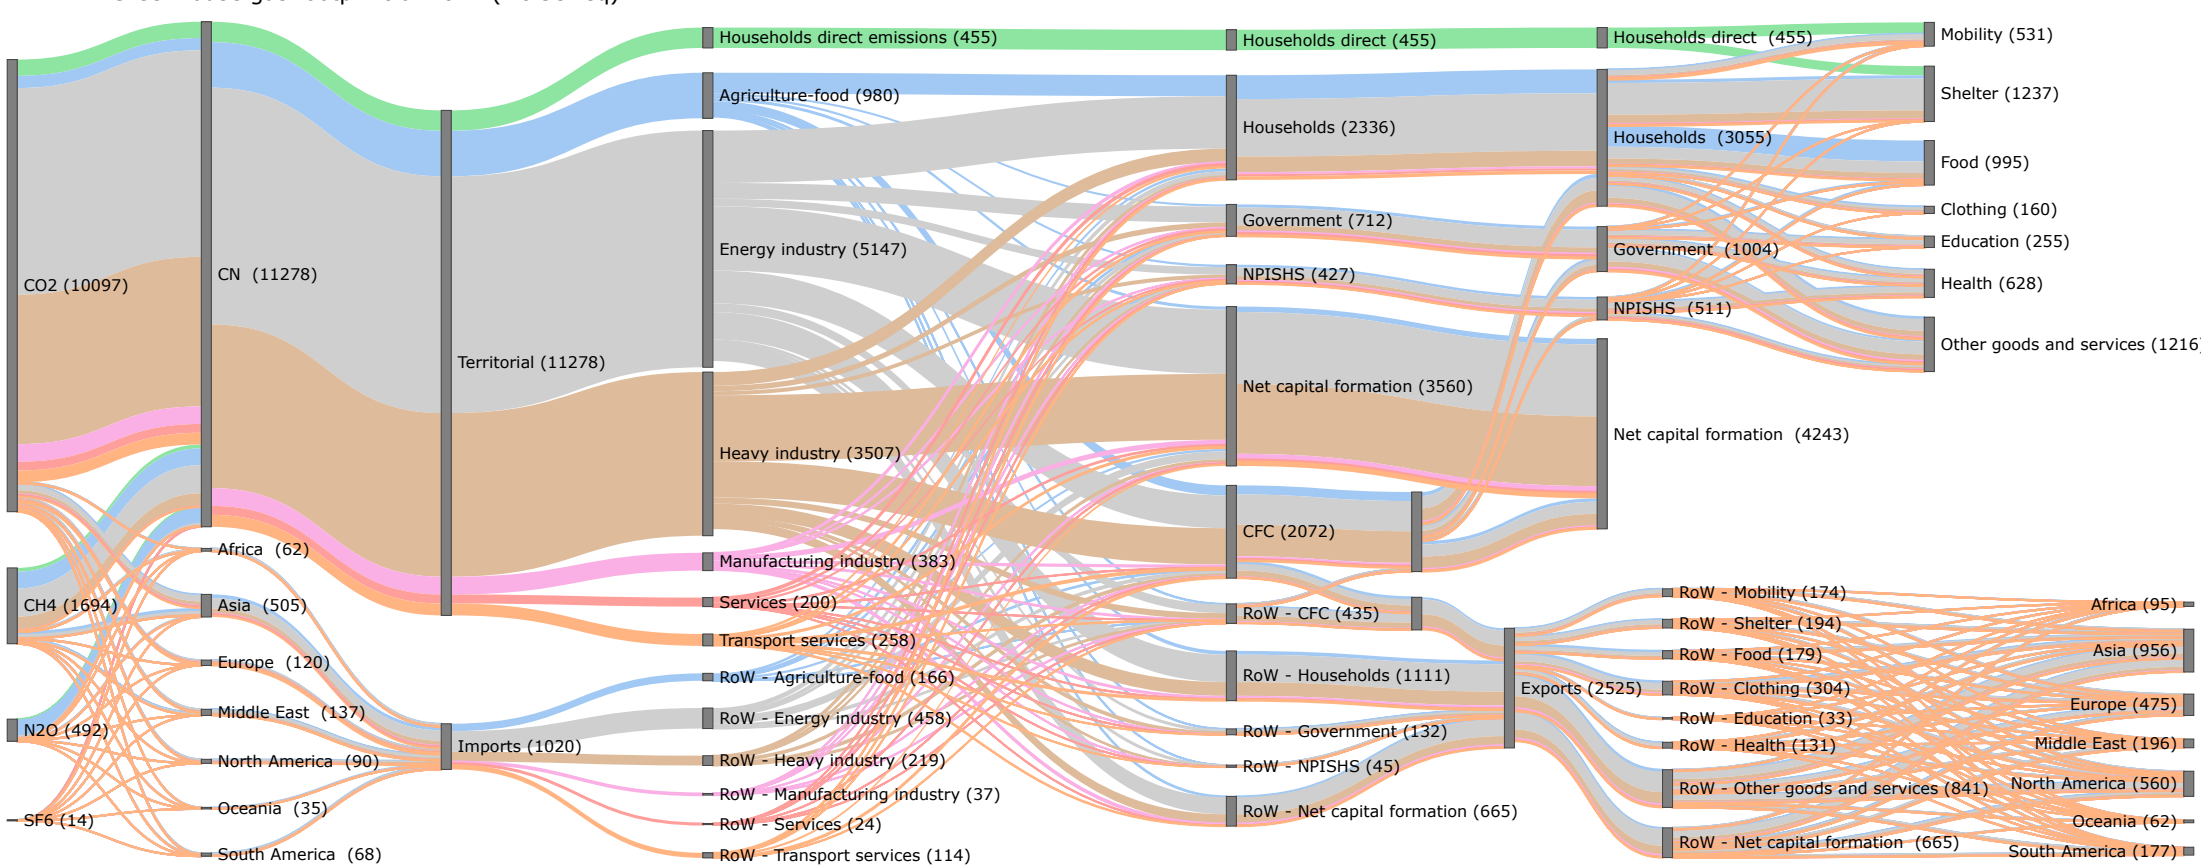 CO2 (10097)
CH4 (1694)
N2O (492)
SF6 (14)
CN (11278)
Africa (62)
Asia (505)
Europe (120)
Middle East (137)
North America (90)
Oceania (35)
South America (68)
Territorial (11278)
Imports (1020)
Households direct emissions (455)
Agriculture-food (980)
Energy industry (5147)
Heavy industry (3507)
Manufacturing industry (383)
Services (200)
Transport services (258)
RoW - Agriculture-food (166)
RoW - Energy industry (458)
RoW - Heavy industry (219)
RoW - Manufacturing industry (37)
RoW - Services (24)
RoW - Transport services (114)
Households direct (455)
Households (2336)
Government (712)
NPISHS (427)
Net capital formation (3560)
CFC (2072)
RoW - CFC (435)
RoW - Households (1111)
RoW - Government (132)
RoW - NPISHS (45)
RoW - Net capital formation (665)
Households direct (455)
Households (3055)
Government (1004)
NPISHS (511)
Net capital formation (4243)
Exports (2525)
Mobility (531)
Shelter (1237)
Food (995)
Clothing (160)
Education (255)
Health (628)
Other goods and services (1216)
RoW - Mobility (174)
RoW - Shelter (194)
RoW - Food (179)
RoW - Clothing (304)
RoW - Education (33)
RoW - Health (131)
RoW - Other goods and services (841)
RoW - Net capital formation (665)
Africa (95)
Asia (956)
Europe (475)
Middle East (196)
North America (560)
Oceania (62)
South America (177)